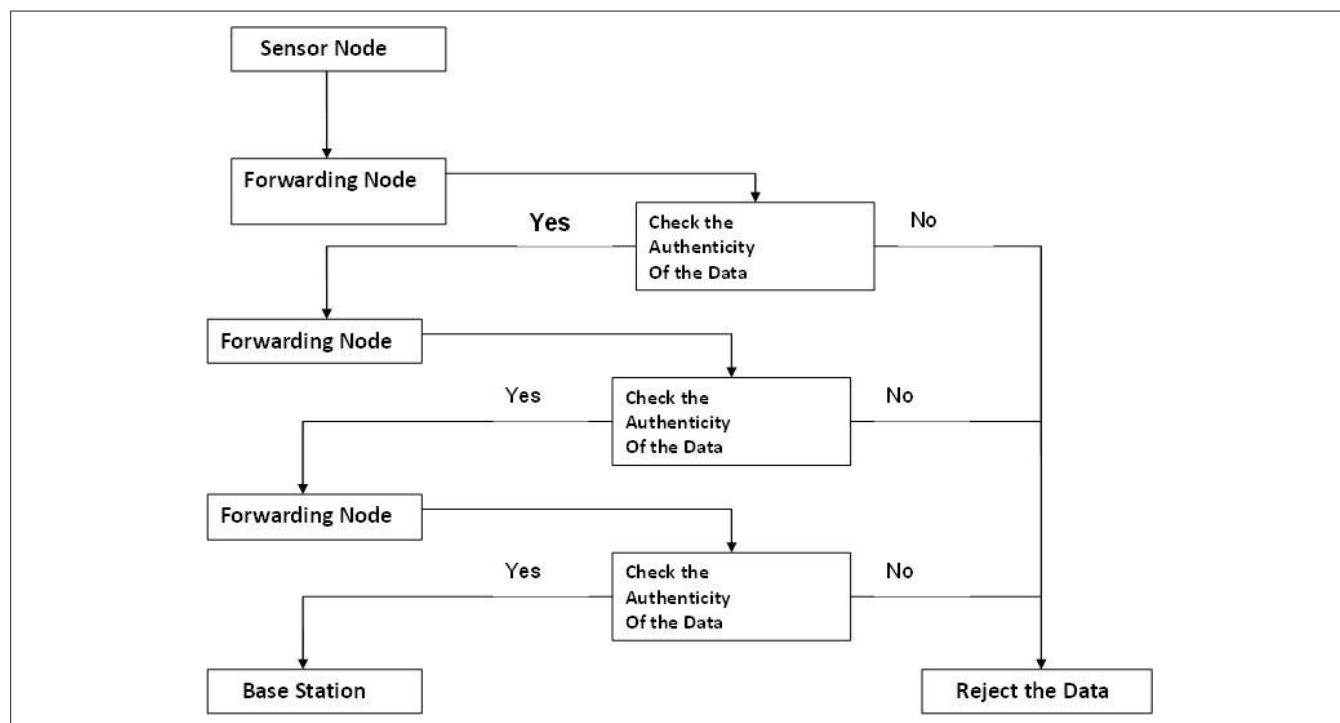 Sensor Node
Forwarding Node
Yes
Check the
Authenticity
Of the Data
No
Forwarding Node
Yes
Check the
Authenticity
Of the Data
No
Forwarding Node
Yes
Check the
Authenticity
Of the Data
No
Base Station
Reject the Data